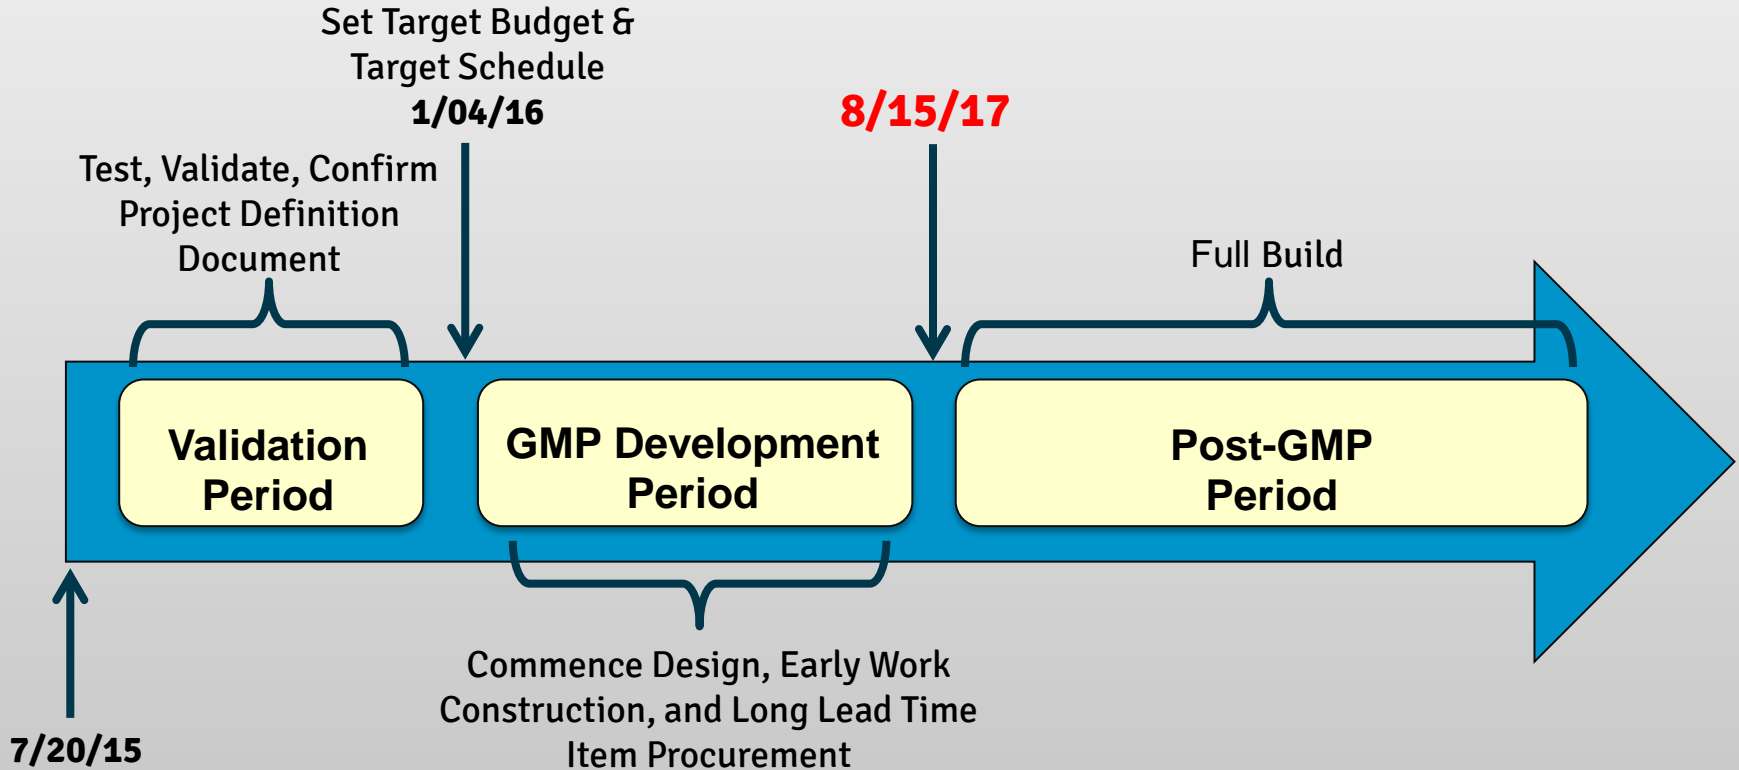 Set Target Budget &
Target Schedule
1/04/16
8/15/17
Test, Validate, Confirm
Project Definition
Document
Full Build
Validation
Period
GMP Development
Period
Post-GMP
Period
Commence Design, Early Work
Construction, and Long Lead Time
Item Procurement
7/20/15